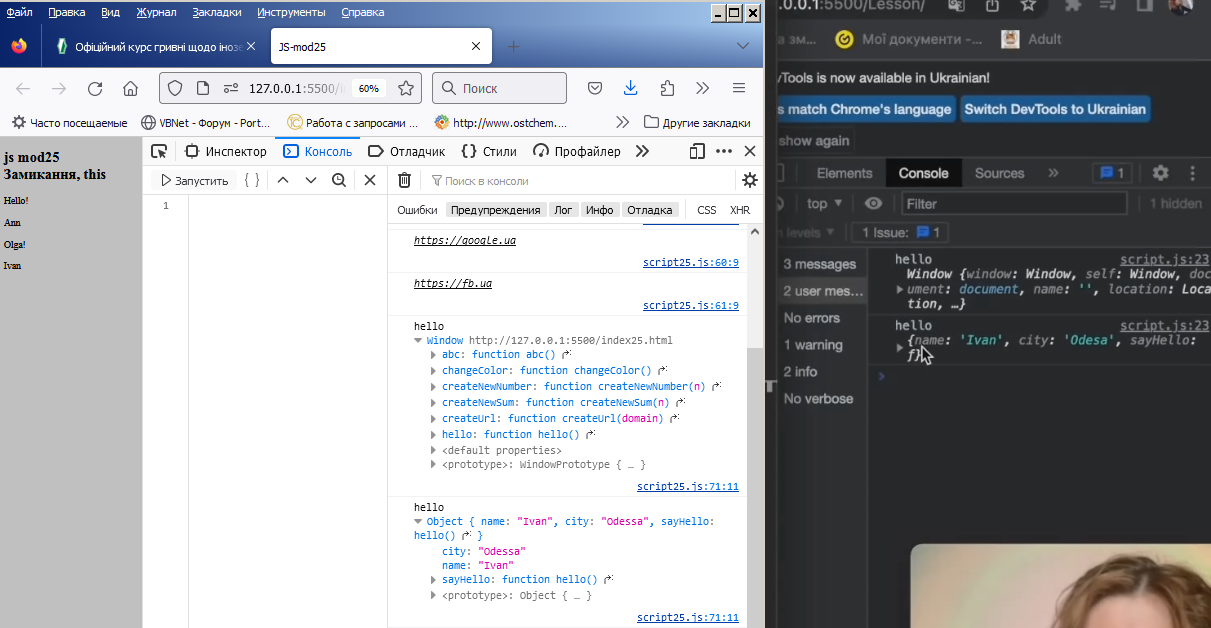 Файл Правка Вид Журнал Закладки Инструменты Справка
Офіційний курс гривні щодо інозе
JS-mod25
127.0.0.1:5500/i
60%
Поиск
Часто посещаемые
VBNet - Форум - Port...
Работа с запросами ...
http://www.ostchem....
Другие закладки
js mod25
Замикання, this
Hello!
Ann
Olga!
Ivan
Инспектор Консоль Отладчик Стили Профайлер
Запустить
Поиск в консоли
1
Ошибки Предупреждения Лог Инфо Отладка CSS XHR
https://google.ua
script25.js:60:9
https://fb.ua
script25.js:61:9
hello
Window http://127.0.0.1:5500/index25.html
abc: function abc()
changeColor: function changeColor()
createNewNumber: function createNewNumber(n)
createNewSum: function createNewSum(n)
createUrl: function createUrl(domain)
hello: function hello()
<default properties>
<prototype>: WindowPrototype { … }
script25.js:71:11
hello
Object { name: "Ivan", city: "Odessa", sayHello:
hello() }
city: "Odessa"
name: "Ivan"
sayHello: function hello()
<prototype>: Object { … }
script25.js:71:11
.0.0.1:5500/Lesson/
а зм...
Мої документи –...
Adult
vTools is now available in Ukrainian!
s match Chrome's language
Switch DevTools to Ukrainian
show again
Elements Console Sources 1
top
Filter
1 hidden
levels
1 Issue: 1
3 messages
2 user mes...
No errors
1 warning
2 info
No verbose
hello script.js:23
Window {window: Window, self: Window, doc
ument: document, name: '', location: Loca
tion, …}
hello script.js:23
{name: 'Ivan', city: 'Odesa', sayHello:
ƒ}